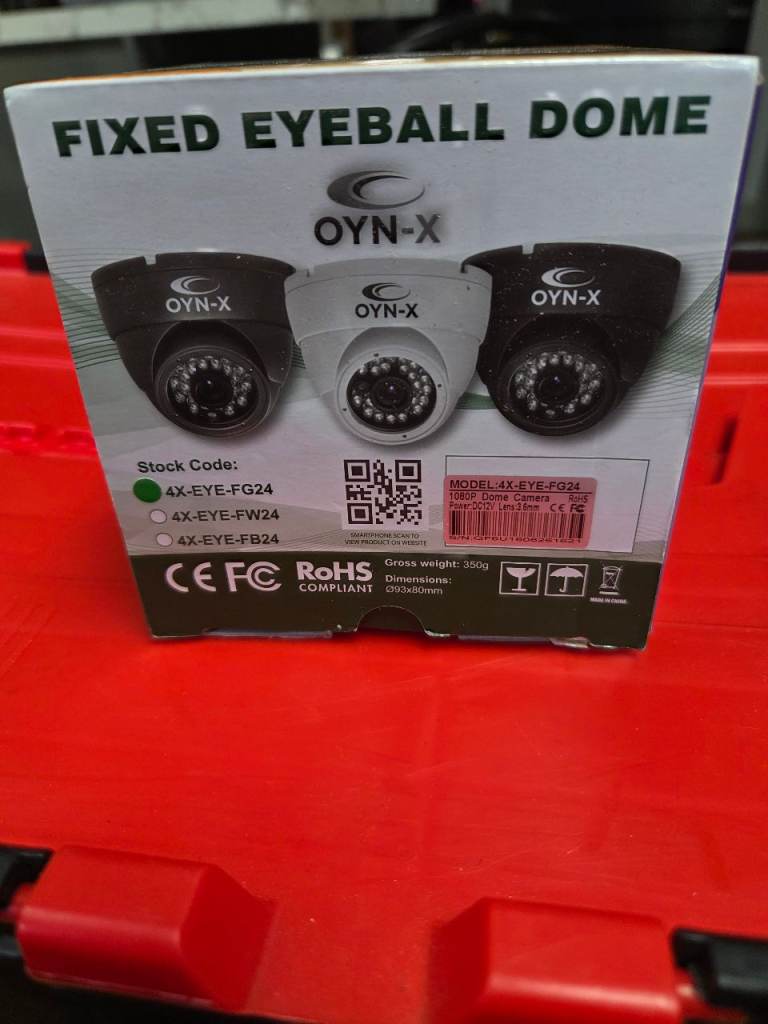 FIXED EYEBALL DOME
OYN-X
OYN-X
OYN-X
OYN-X
Stock Code:
4X-EYE-FG24
4X-EYE-FW24
4X-EYE-FB24
SMARTPHONE SCAN TO
VIEW PRODUCT ON WEBSITE
MODEL:4X-EYE-FG24
1080P Dome Camera RoHS
Power:DC12V Lens:3.6mm CE FC
CE FC
RoHS
COMPLIANT
Gross weight: 350g
Dimensions:
Ø93x80mm
MADE IN CHINA